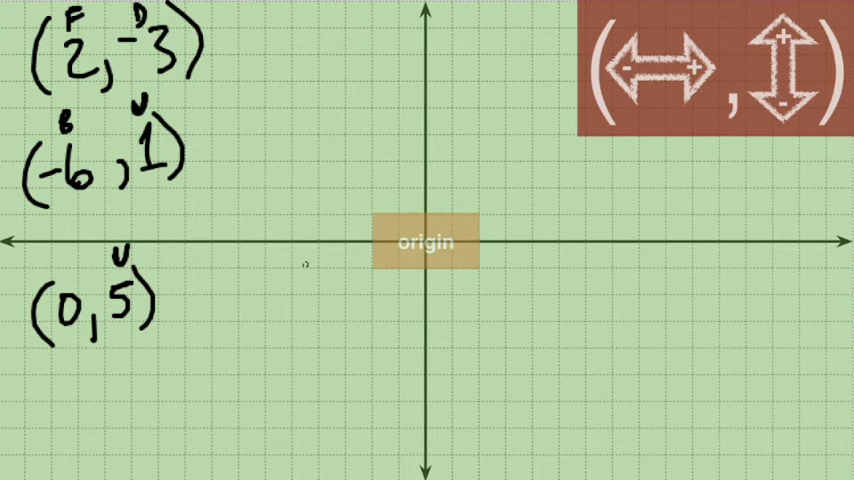 F D
(2, -3)
B U
(-6, 1)
U
(0, 5)
origin
(- +, + -)